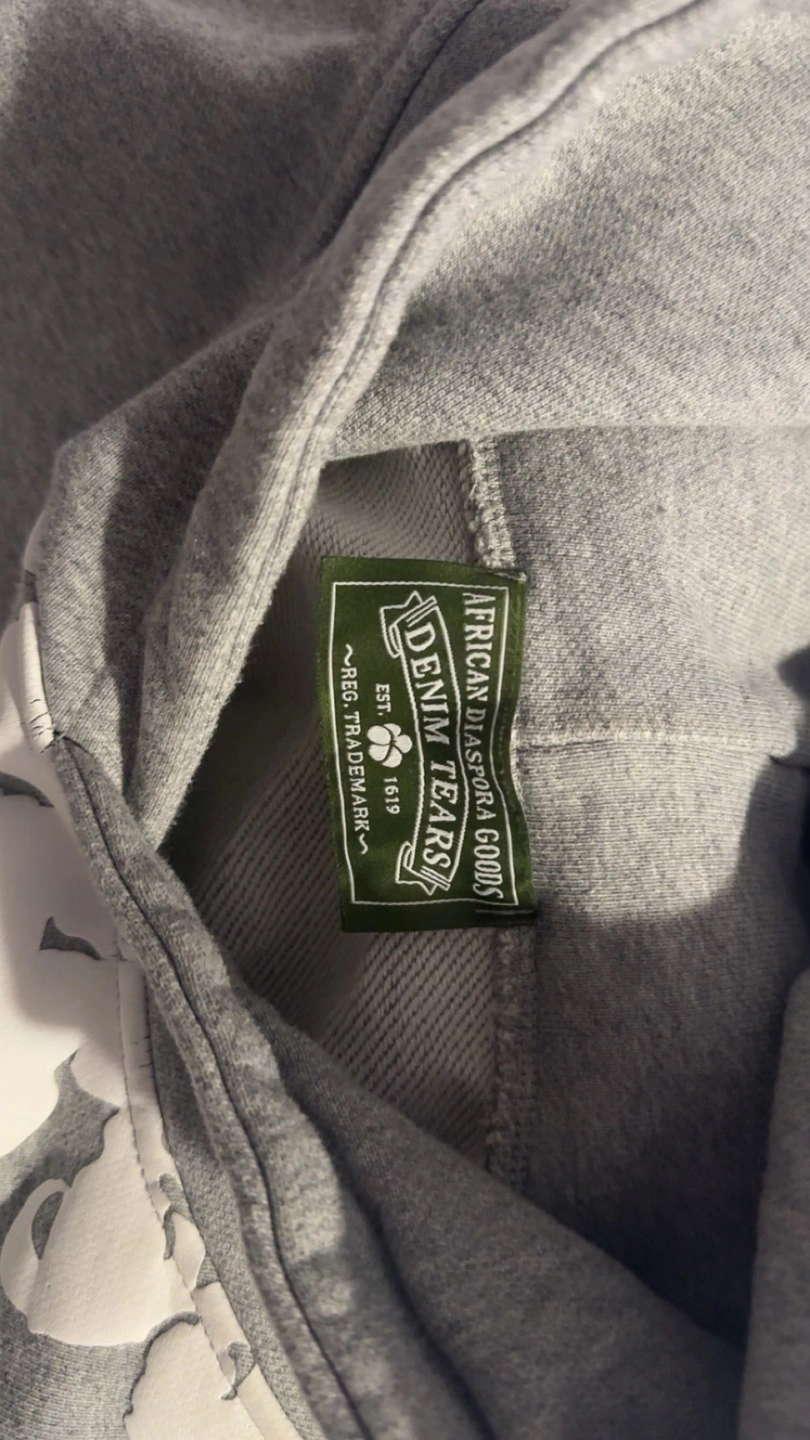 AFRICAN DIASPORA GOODS
DENIM TEARS
EST. 1619
~REG. TRADEMARK~